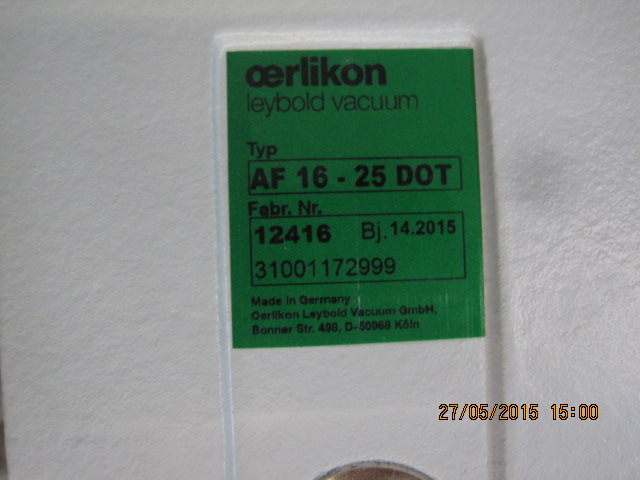 œrlikon
leybold vacuum
Typ
AF 16 - 25 DOT
Fabr. Nr.
12416 Bj. 14.2015
31001172999
Made in Germany
Oerlikon Leybold Vacuum GmbH,
Bonner Str. 498, D-50968 Köln
27/05/2015 15:00